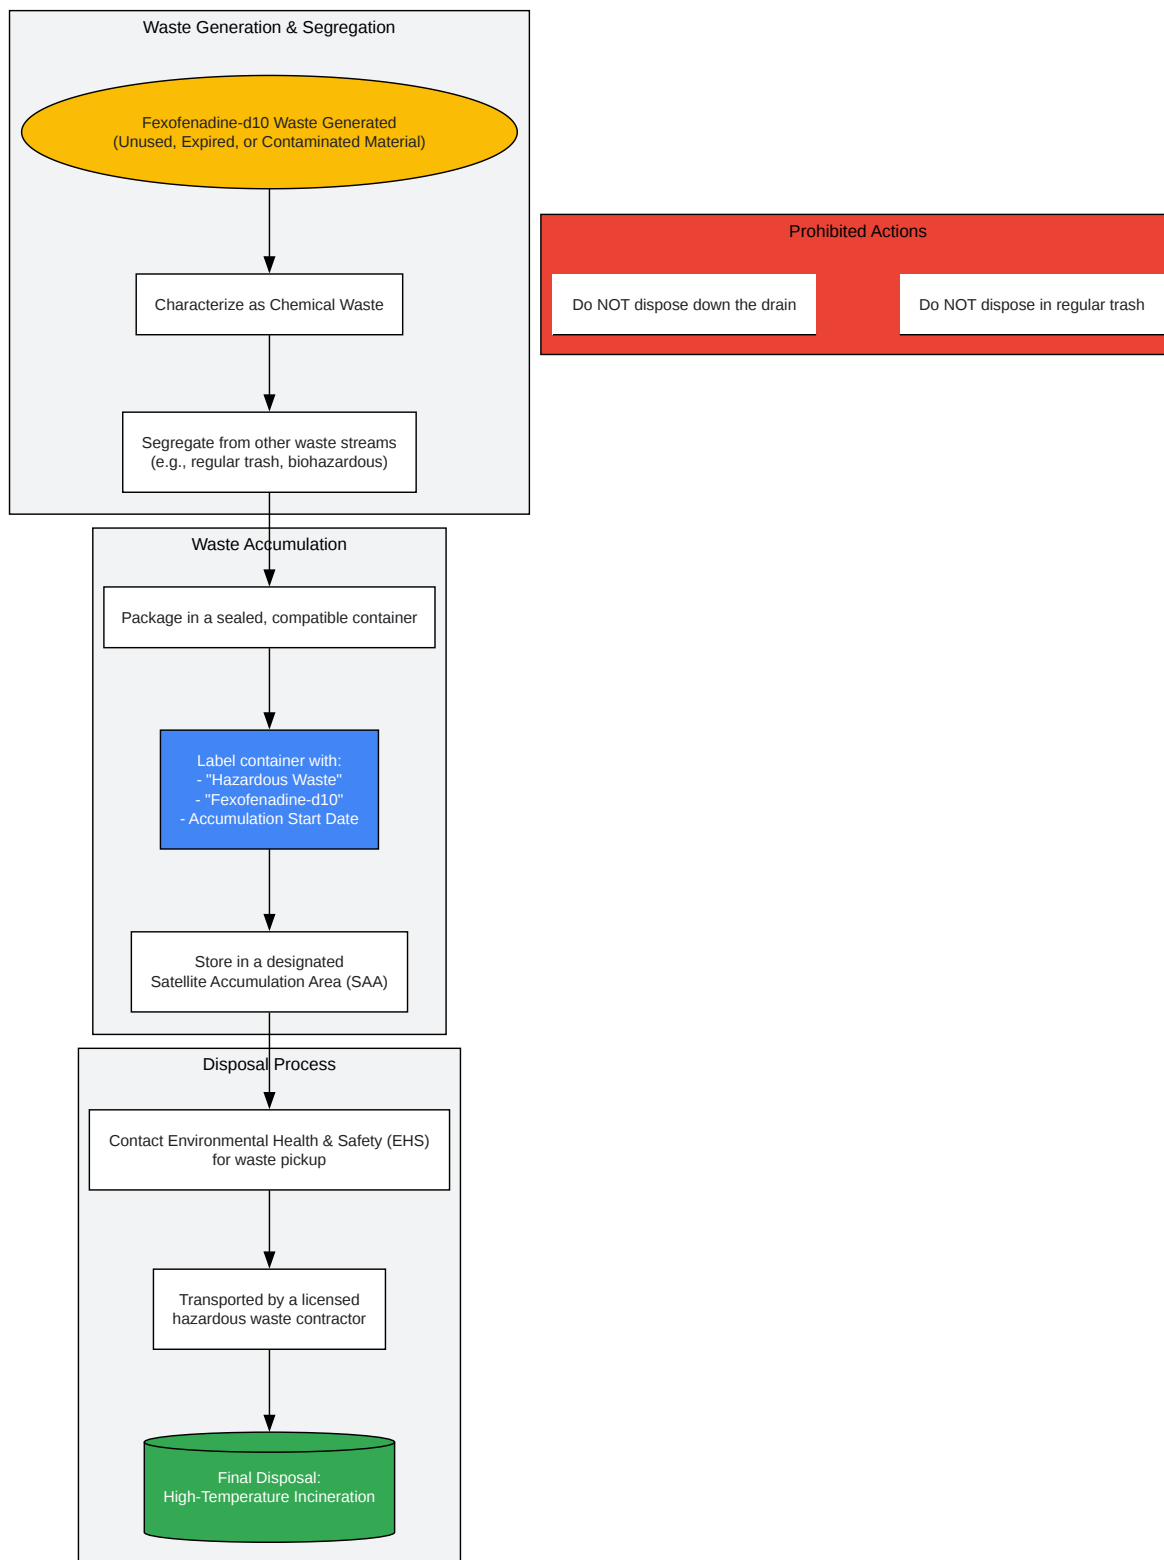 Waste Generation & Segregation
Fexofenadine-d10 Waste Generated
(Unused, Expired, or Contaminated Material)
Characterize as Chemical Waste
Segregate from other waste streams
(e.g., regular trash, biohazardous)
Prohibited Actions
Do NOT dispose down the drain
Do NOT dispose in regular trash
Waste Accumulation
Package in a sealed, compatible container
Label container with:
- "Hazardous Waste"
- "Fexofenadine-d10"
- Accumulation Start Date
Store in a designated
Satellite Accumulation Area (SAA)
Disposal Process
Contact Environmental Health & Safety (EHS)
for waste pickup
Transported by a licensed
hazardous waste contractor
Final Disposal:
High-Temperature Incineration